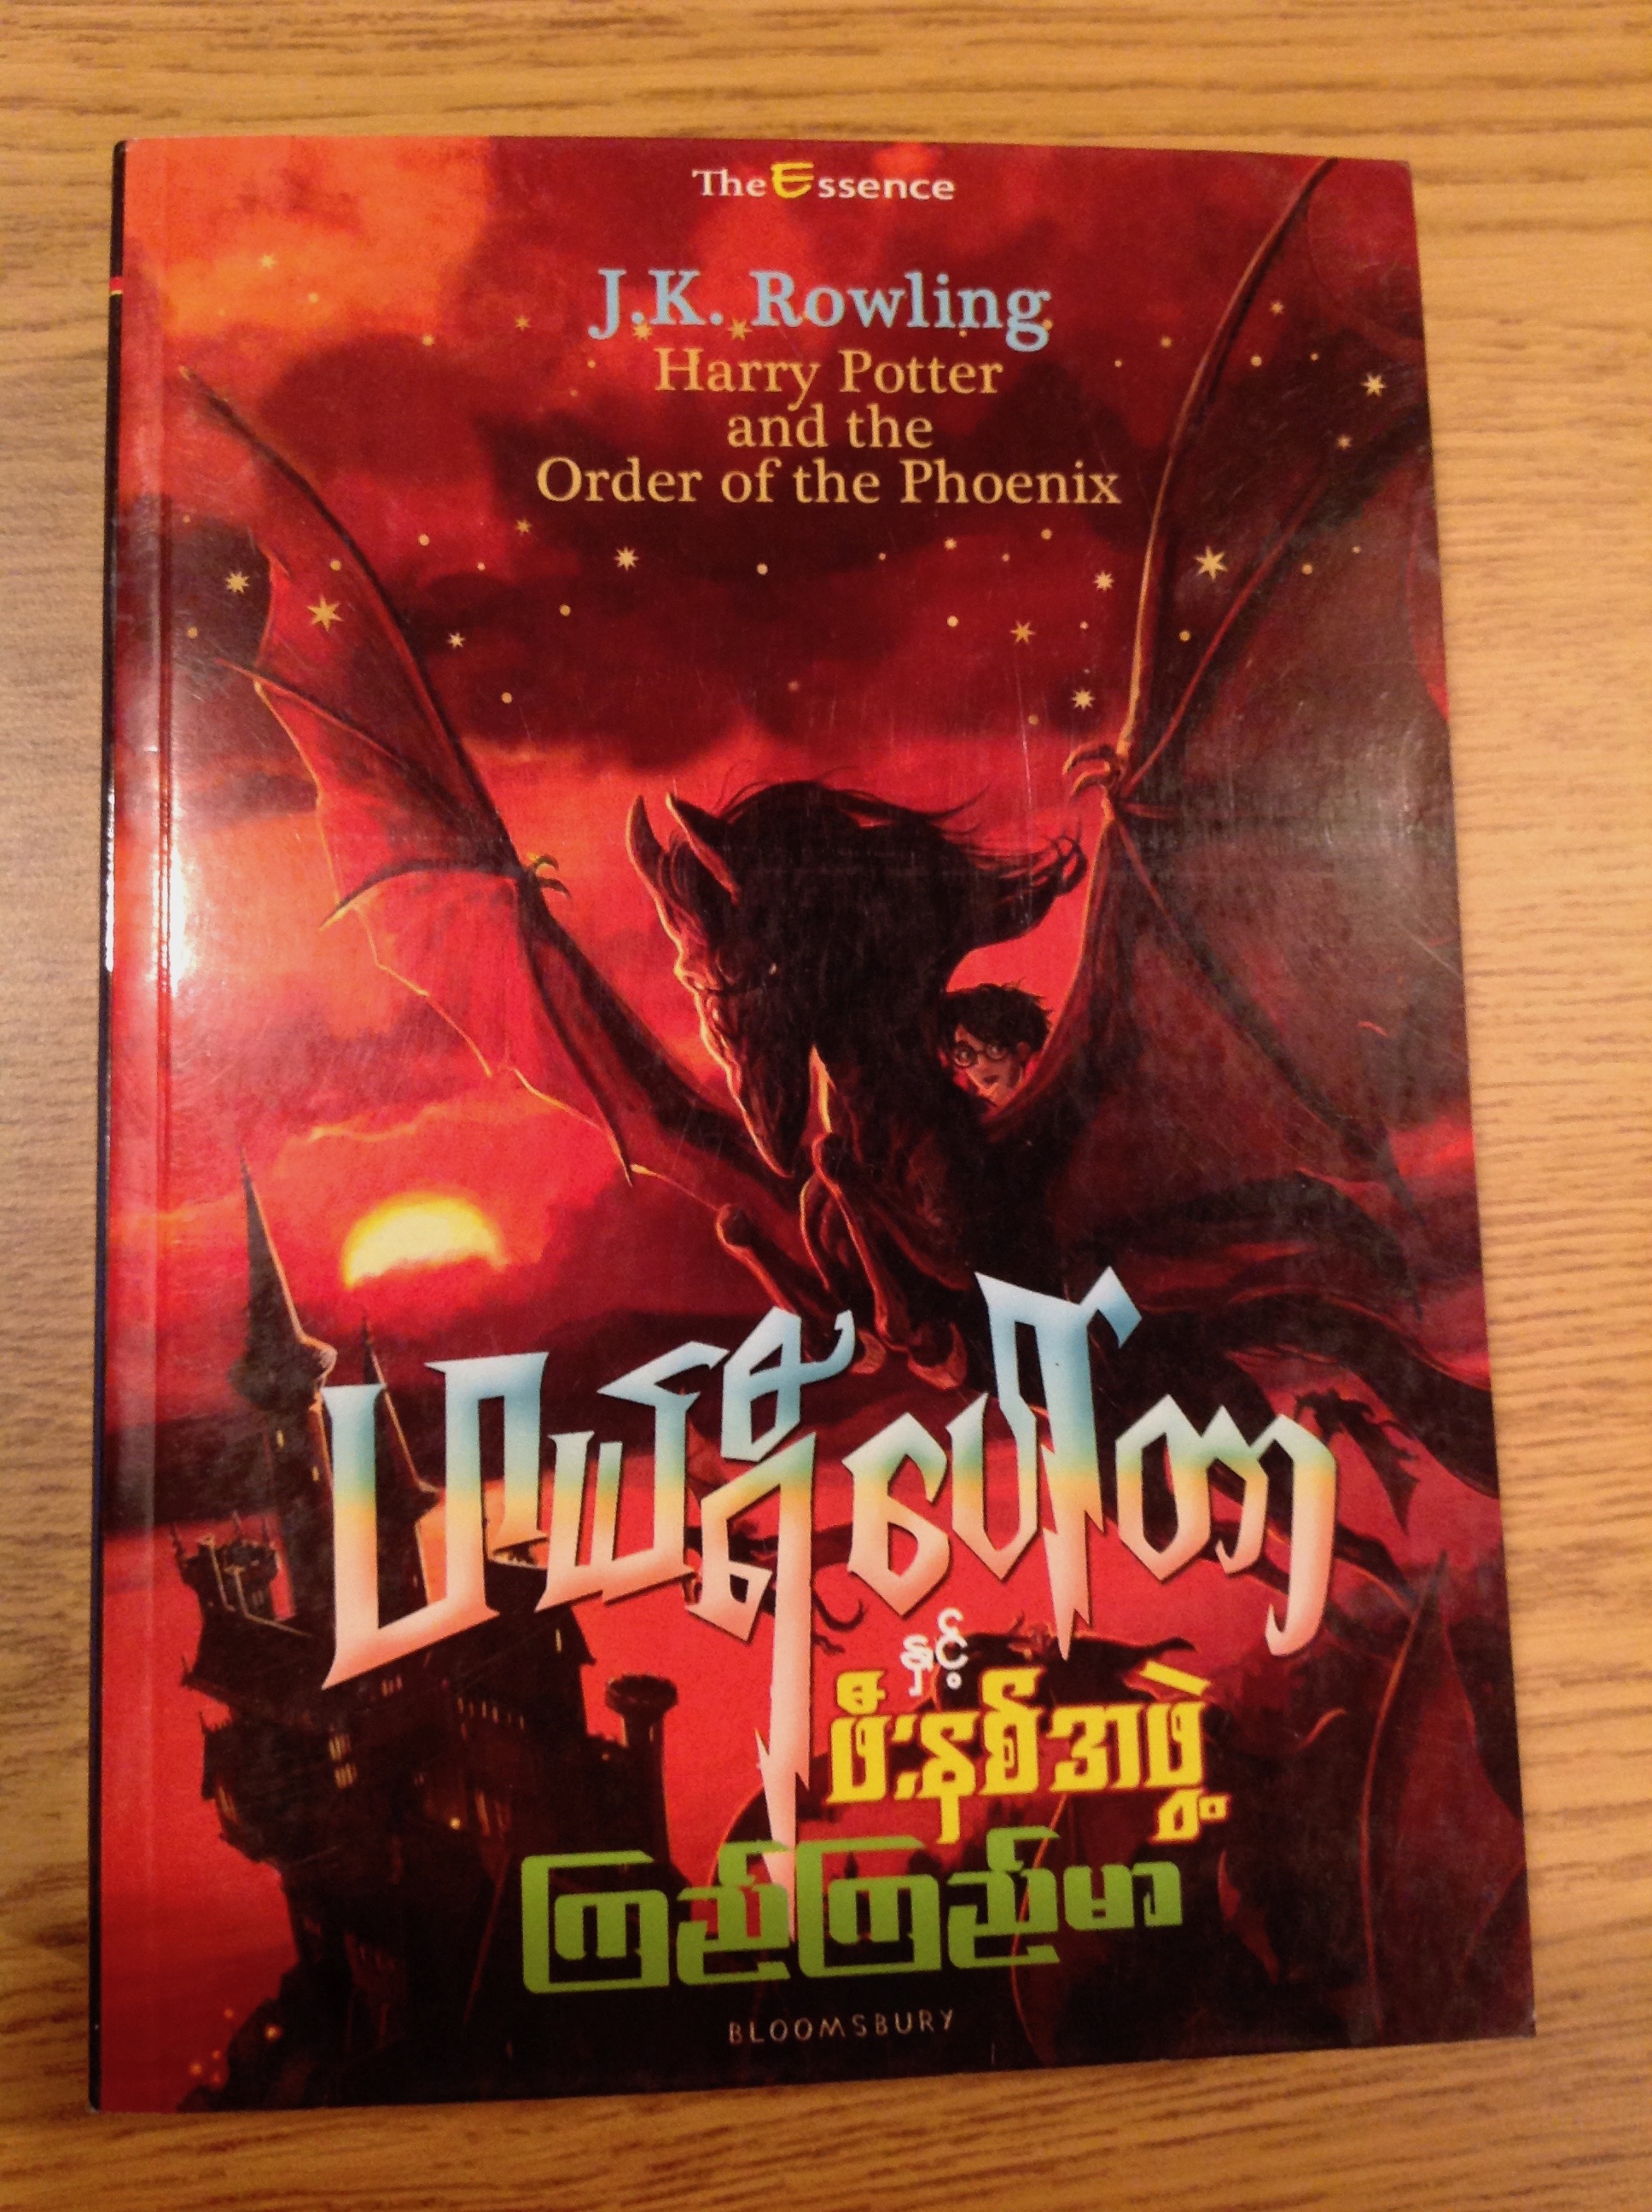 The Essence
J.K. Rowling
Harry Potter
and the
Order of the Phoenix
ဟယ်ရီပေါ်တာ
နှင့်
ဖီးနစ်အဖွဲ့
ကြည်ကြည်မာ
BLOOMSBURY